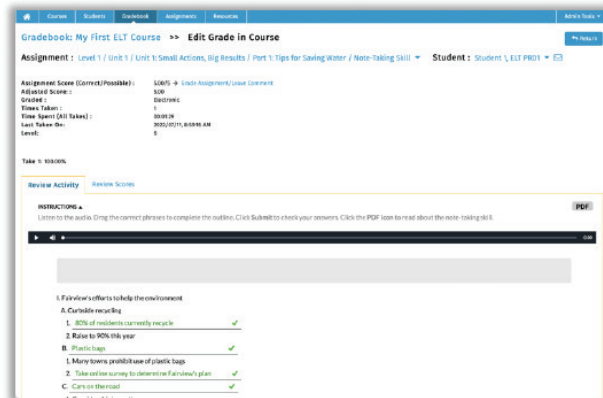 Courses Students Gradebook Assignments Resources Admin Tools
Gradebook: My First ELT Course >> Edit Grade in Course
Return
Assignment : Level 1 / Unit 1 / Unit 1: Small Actions, Big Results / Part 1: Tips for Saving Water / Note-Taking Skill Student : Student 1, ELT PRO1
Assignment Score (Correct/Possible) : 5.00/5 → Grade Assignment/Leave Comment
Adjusted Score : 5.00
Graded : Electronic
Times Taken : 1
Time Spent (All Takes) : 00:01:29
Last Taken On:
Level:
Take 1: 100.00%
Review Activity Review Scores
INSTRUCTIONS PDF
Listen to the audio. Drag the correct phrases to complete the outline. Click Submit to check your answers. Click the PDF icon to read about the note-taking skill.
0:00
I. Fairview's efforts to help the environment
A. Curbside recycling
1. 80% of residents currently recycle
2. Raise to 90% this year
B. Plastic bags
1. Many towns prohibit use of plastic bags
2. Take online survey to determine Fairview's plan
C. Cars on the road